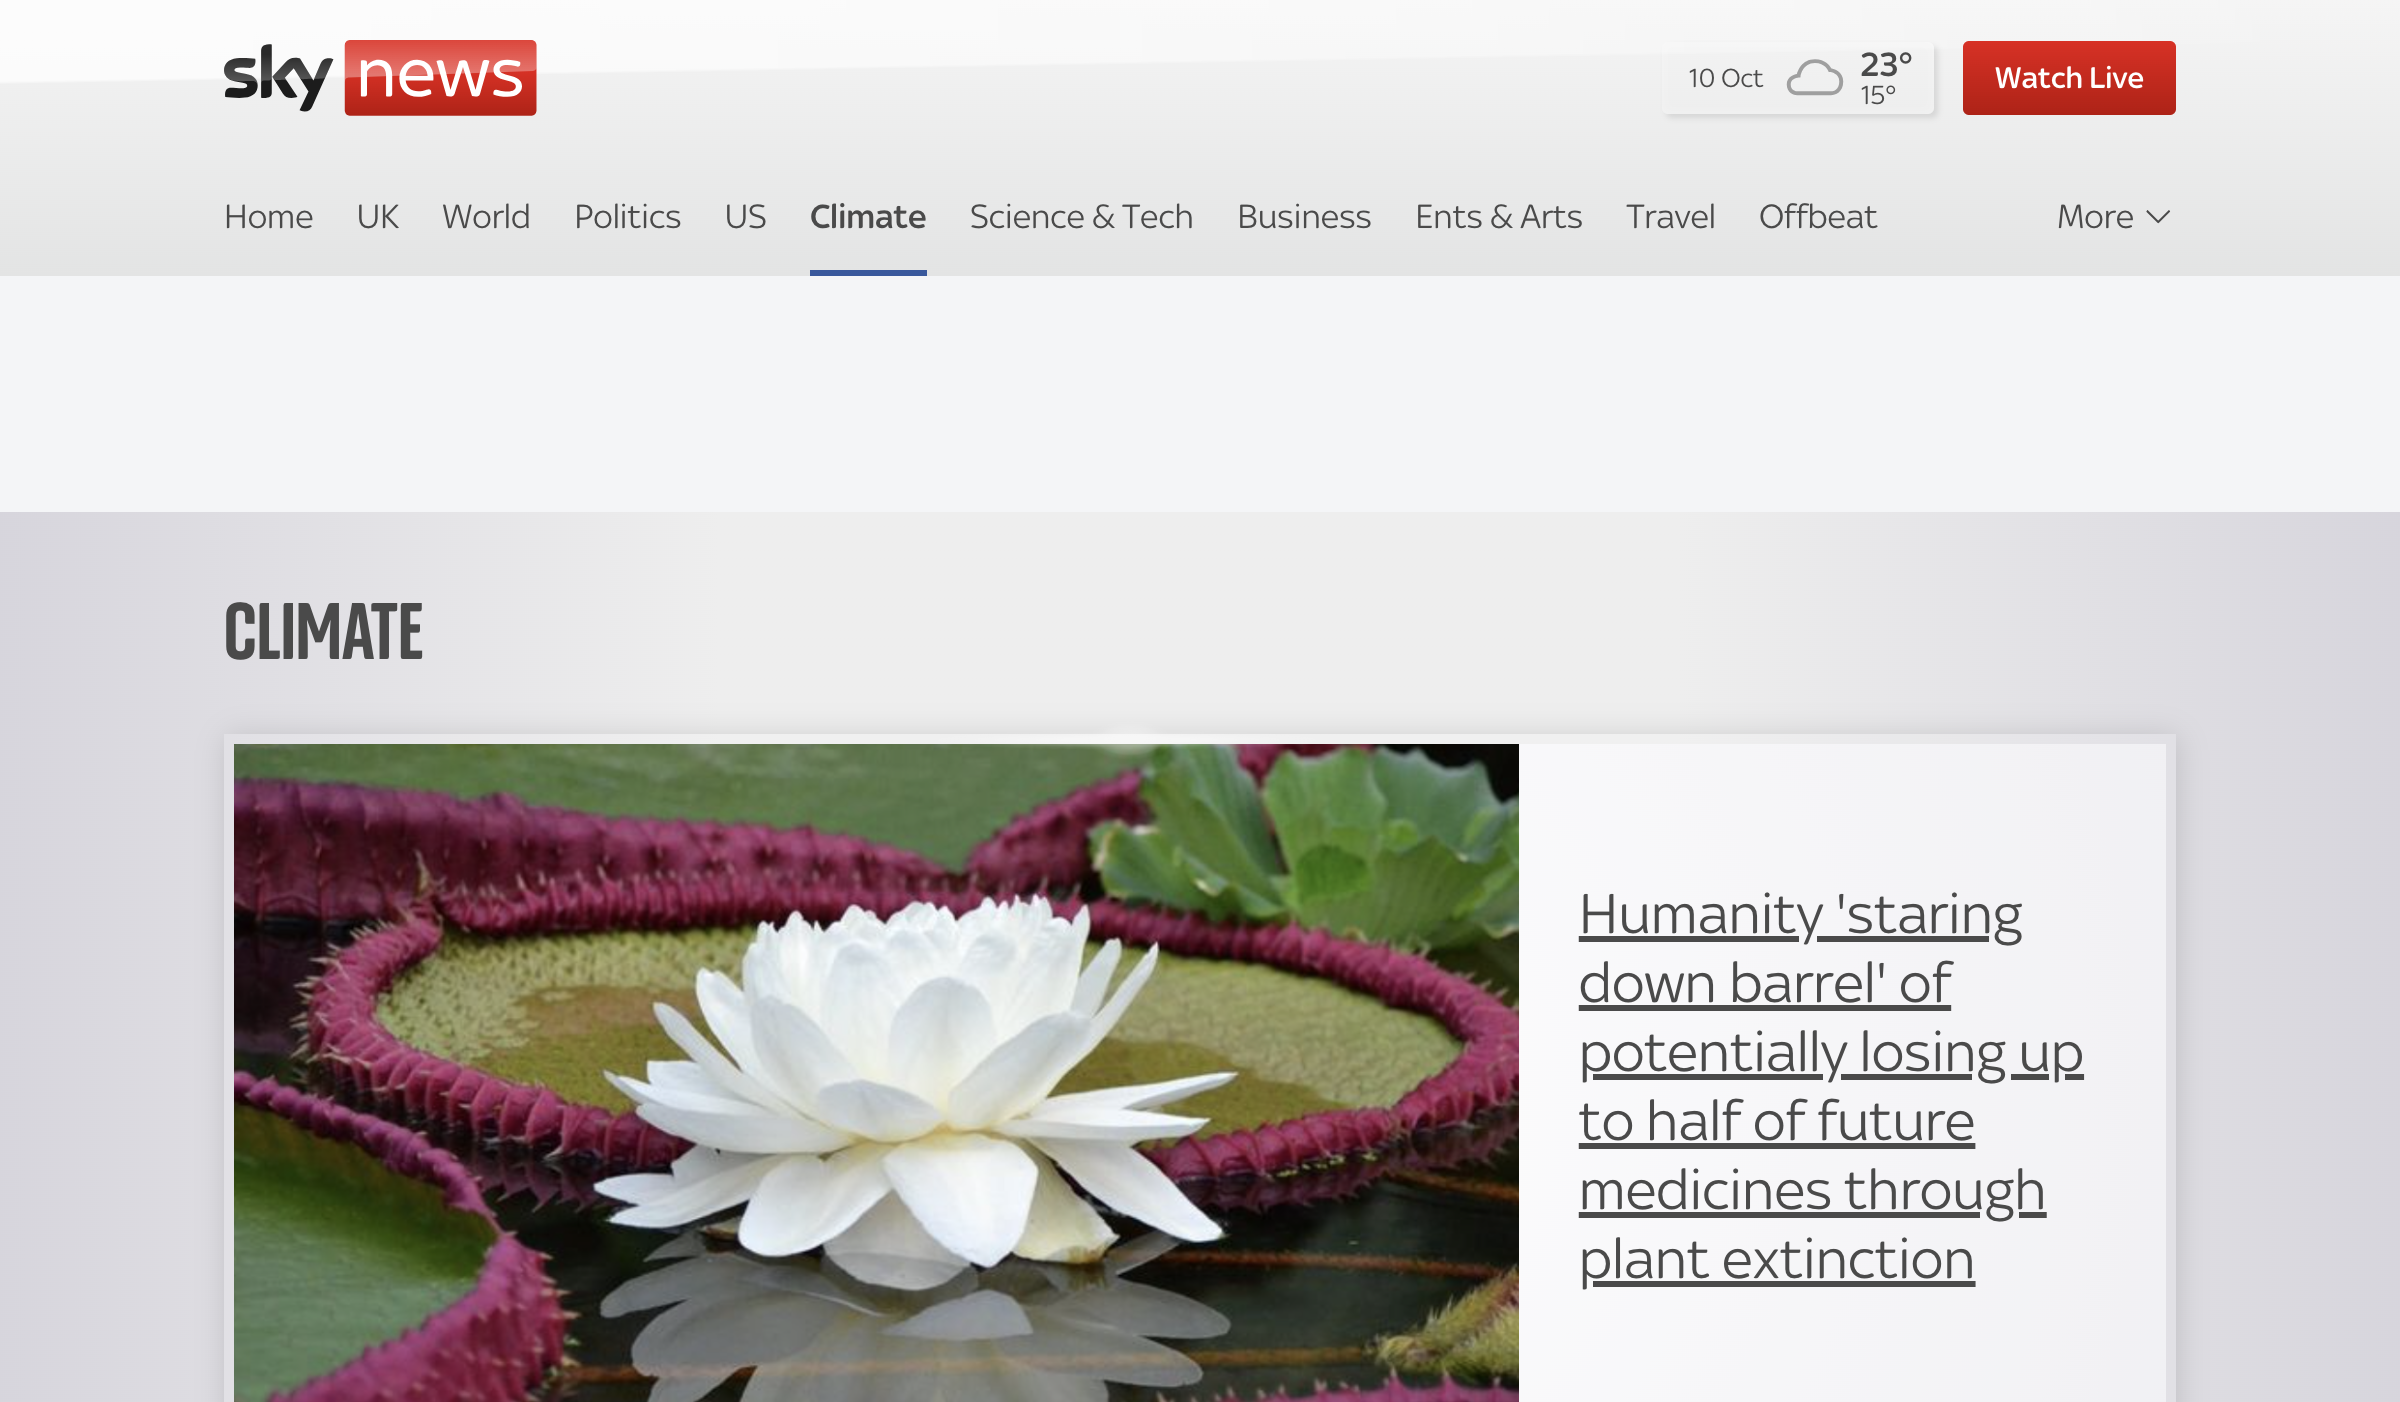 sky news
10 Oct
23°
15°
Watch Live
Home UK World Politics US Climate Science & Tech Business Ents & Arts Travel Offbeat More
CLIMATE
Humanity 'staring
down barrel' of
potentially losing up
to half of future
medicines through
plant extinction